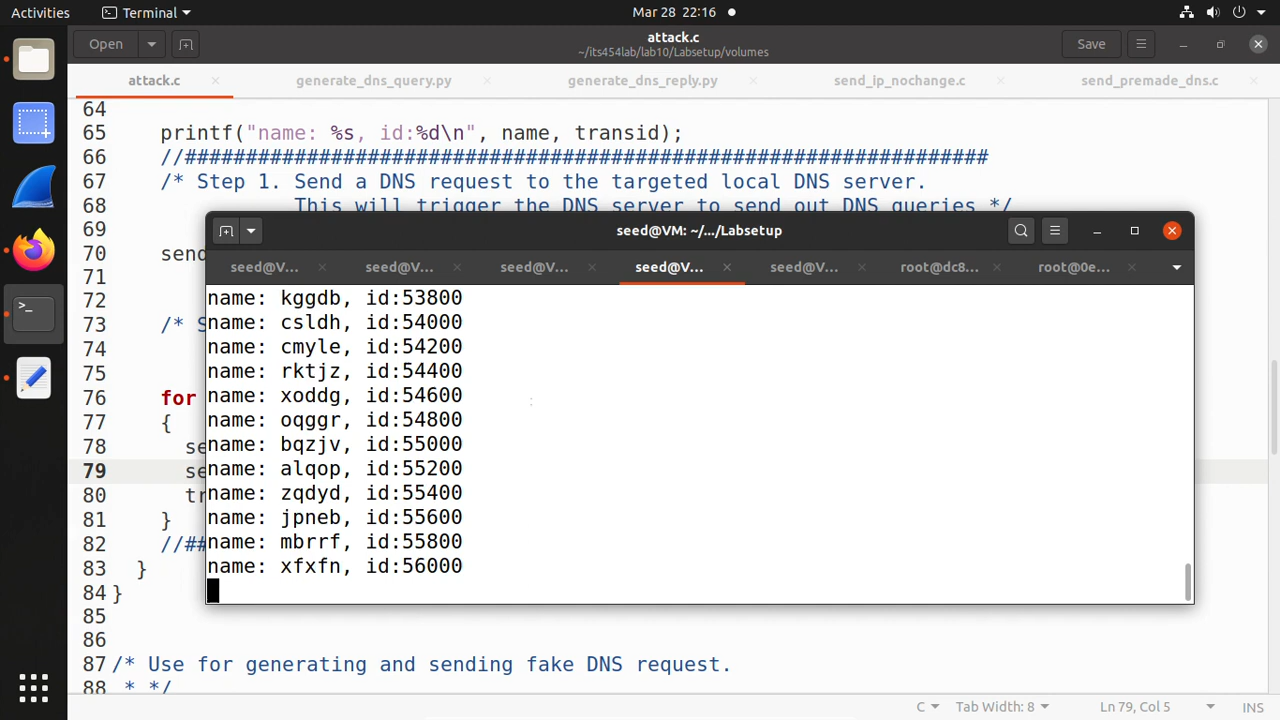 Activities
Terminal
Mar 28 22:16
Open
attack.c
~/its454lab/lab10/Labsetup/volumes
Save
attack.c
generate_dns_query.py
generate_dns_reply.py
send_ip_nochange.c
send_premade_dns.c
64
65 printf("name: %s, id:%d\n", name, transid);
66 //##################################################################
67 /* Step 1. Send a DNS request to the targeted local DNS server.
68 This will trigger the DNS server to send out DNS queries */
69
70 send
71
72
73 /* S
74
75
76 for
77 {
78 se
79 se
80 tr
81 }
82 //##
83 }
84 }
85
86
87 /* Use for generating and sending fake DNS request.
88 * */
seed@VM: ~/.../Labsetup
seed@V...
seed@V...
seed@V...
seed@V...
seed@V...
root@dc8...
root@0e...
name: kggdb, id:53800
name: csldh, id:54000
name: cmyle, id:54200
name: rktjz, id:54400
name: xoddg, id:54600
name: oqggr, id:54800
name: bqzjv, id:55000
name: alqop, id:55200
name: zqdyd, id:55400
name: jpneb, id:55600
name: mbrrf, id:55800
name: xfxfn, id:56000
C
Tab Width: 8
Ln 79, Col 5
INS